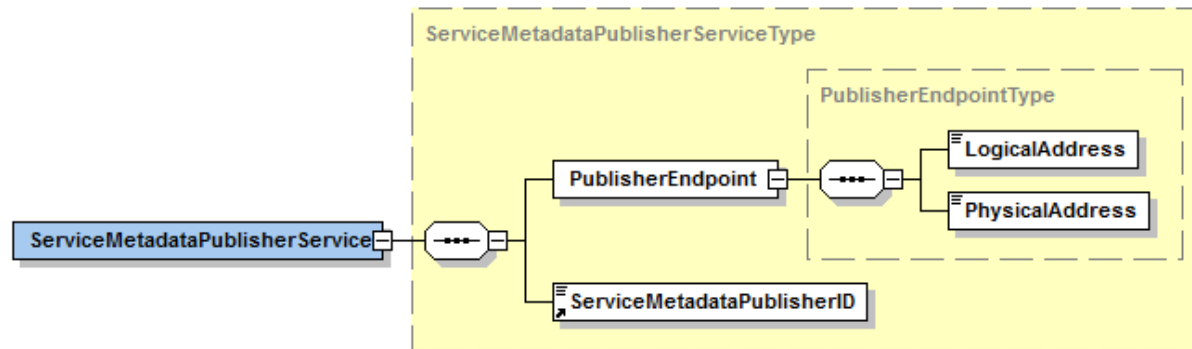 ServiceMetadataPublisherServiceType
PublisherEndpointType
LogicalAddress
PublisherEndpoint
PhysicalAddress
ServiceMetadataPublisherService
ServiceMetadataPublisherID